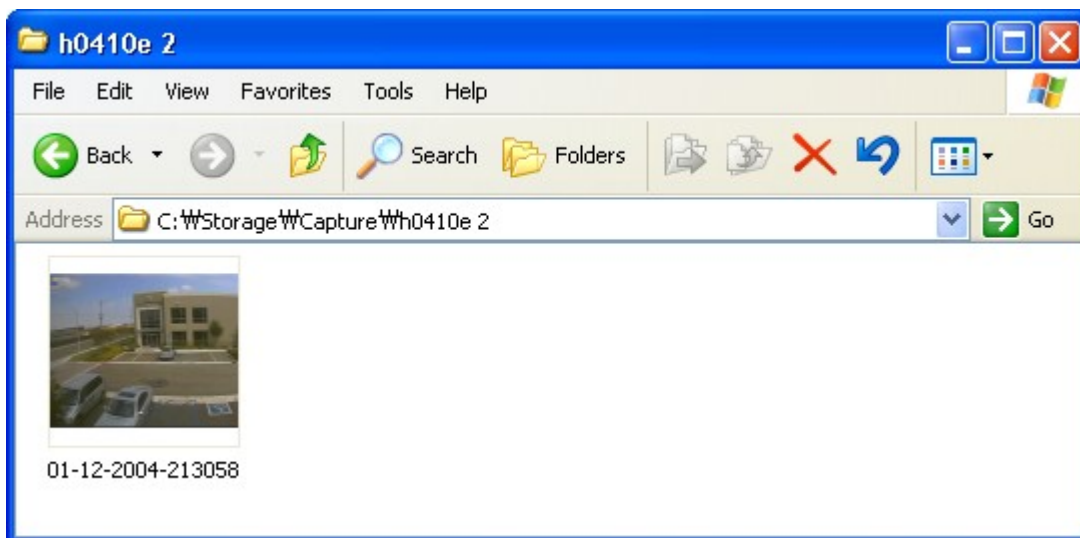 h0410e 2
File Edit View Favorites Tools Help
Back Search Folders
Address C:₩Storage₩Capture₩h0410e 2 Go
01-12-2004-213058